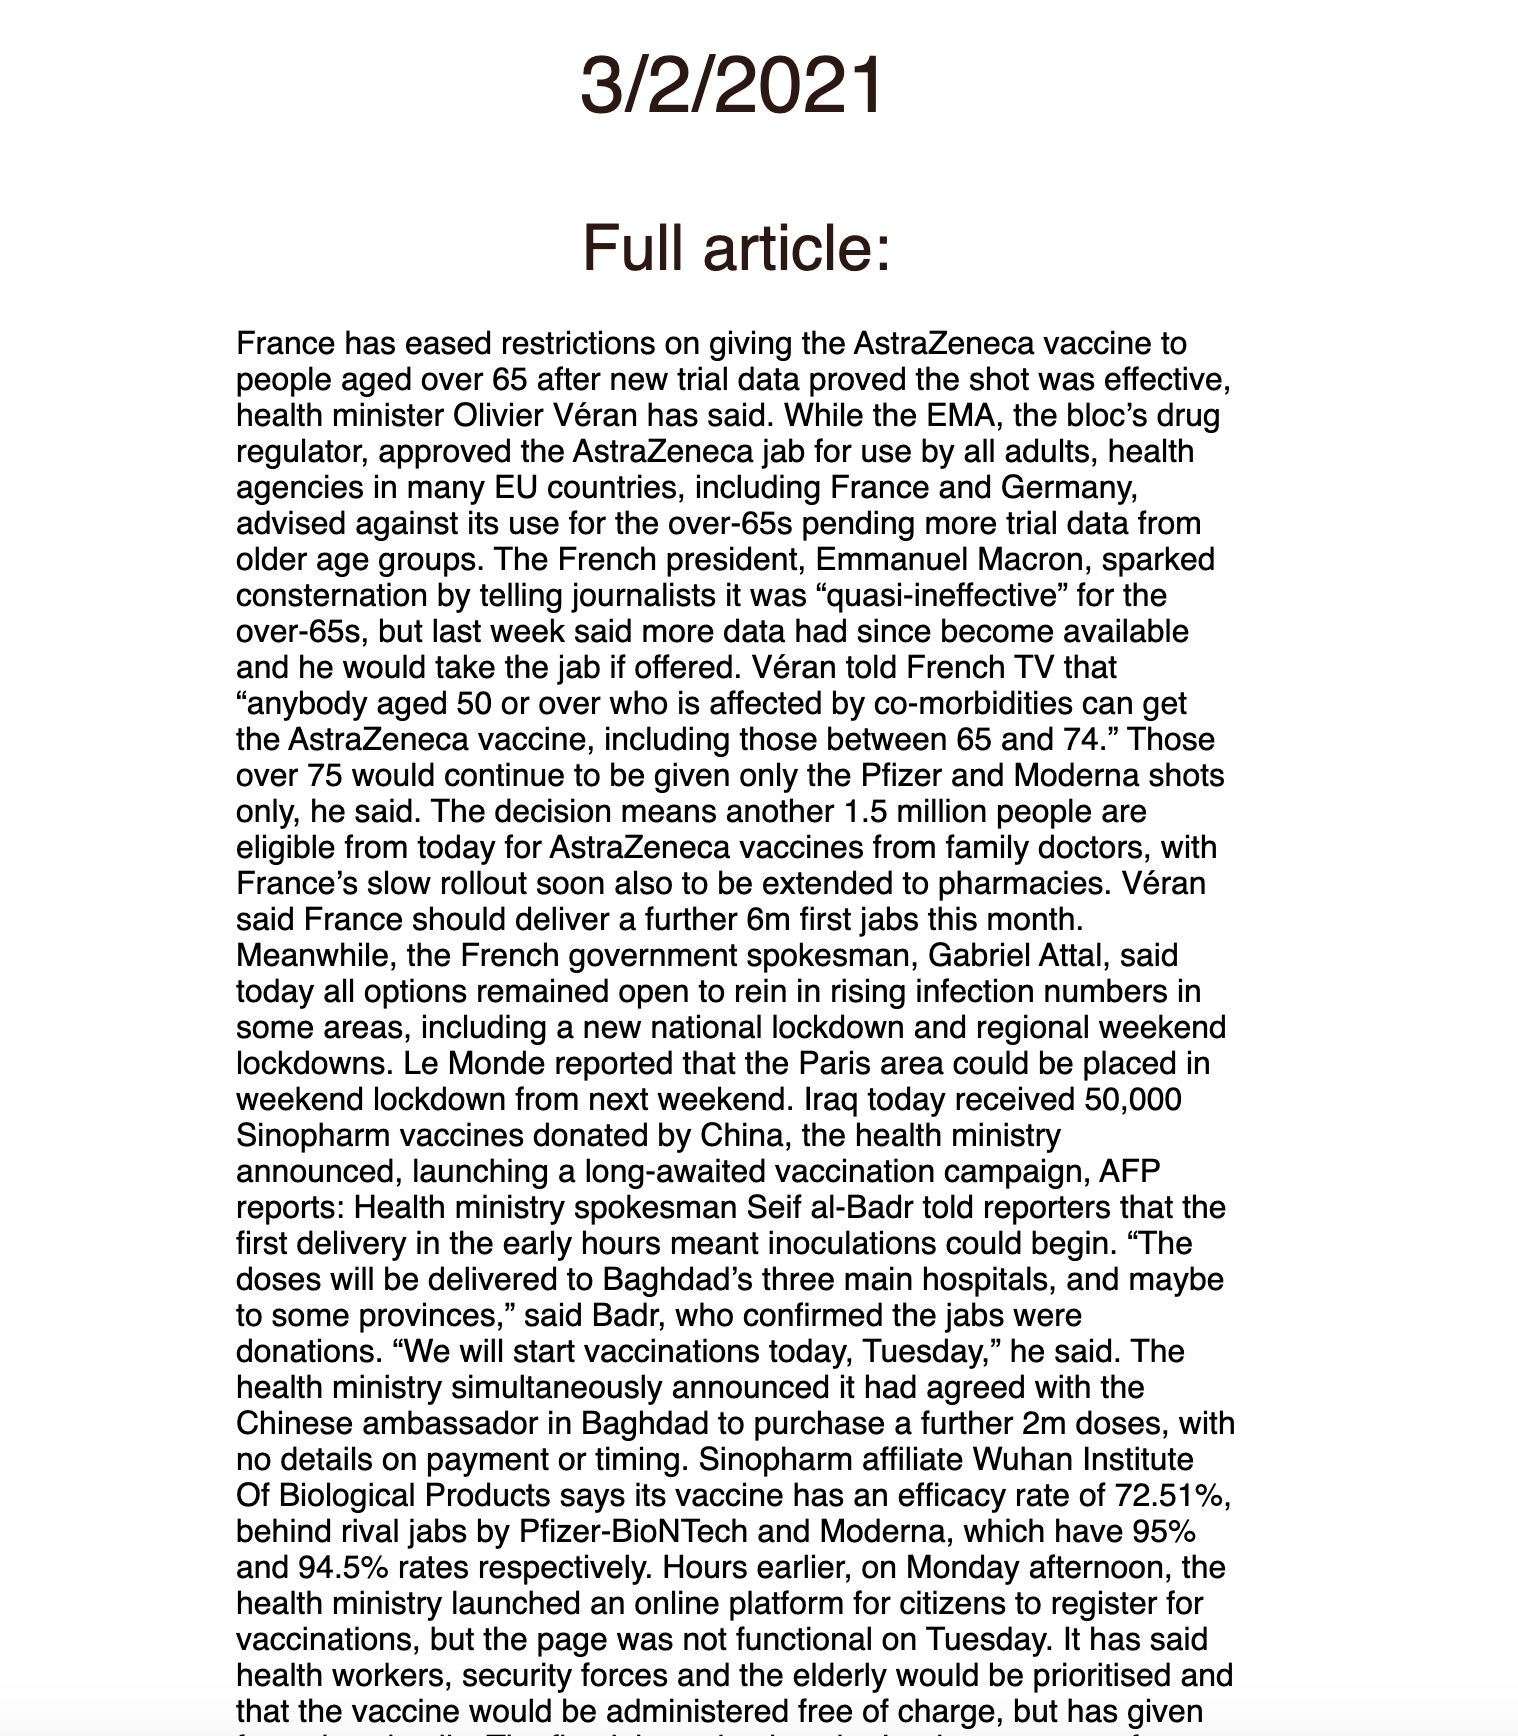 3/2/2021
Full article:
France has eased restrictions on giving the AstraZeneca vaccine to
people aged over 65 after new trial data proved the shot was effective,
health minister Olivier Véran has said. While the EMA, the bloc’s drug
regulator, approved the AstraZeneca jab for use by all adults, health
agencies in many EU countries, including France and Germany,
advised against its use for the over-65s pending more trial data from
older age groups. The French president, Emmanuel Macron, sparked
consternation by telling journalists it was “quasi-ineffective” for the
over-65s, but last week said more data had since become available
and he would take the jab if offered. Véran told French TV that
“anybody aged 50 or over who is affected by co-morbidities can get
the AstraZeneca vaccine, including those between 65 and 74.” Those
over 75 would continue to be given only the Pfizer and Moderna shots
only, he said. The decision means another 1.5 million people are
eligible from today for AstraZeneca vaccines from family doctors, with
France’s slow rollout soon also to be extended to pharmacies. Véran
said France should deliver a further 6m first jabs this month.
Meanwhile, the French government spokesman, Gabriel Attal, said
today all options remained open to rein in rising infection numbers in
some areas, including a new national lockdown and regional weekend
lockdowns. Le Monde reported that the Paris area could be placed in
weekend lockdown from next weekend. Iraq today received 50,000
Sinopharm vaccines donated by China, the health ministry
announced, launching a long-awaited vaccination campaign, AFP
reports: Health ministry spokesman Seif al-Badr told reporters that the
first delivery in the early hours meant inoculations could begin. “The
doses will be delivered to Baghdad’s three main hospitals, and maybe
to some provinces,” said Badr, who confirmed the jabs were
donations. “We will start vaccinations today, Tuesday,” he said. The
health ministry simultaneously announced it had agreed with the
Chinese ambassador in Baghdad to purchase a further 2m doses, with
no details on payment or timing. Sinopharm affiliate Wuhan Institute
Of Biological Products says its vaccine has an efficacy rate of 72.51%,
behind rival jabs by Pfizer-BioNTech and Moderna, which have 95%
and 94.5% rates respectively. Hours earlier, on Monday afternoon, the
health ministry launched an online platform for citizens to register for
vaccinations, but the page was not functional on Tuesday. It has said
health workers, security forces and the elderly would be prioritised and
that the vaccine would be administered free of charge, but has given